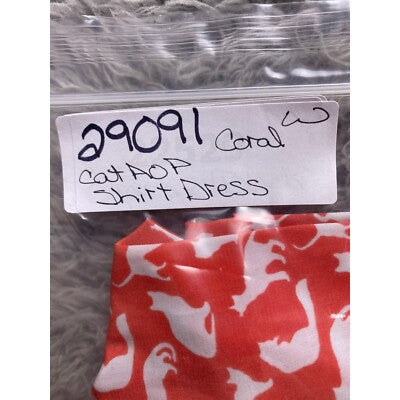 29091 Coral W
Cat AOP
Shirt Dress